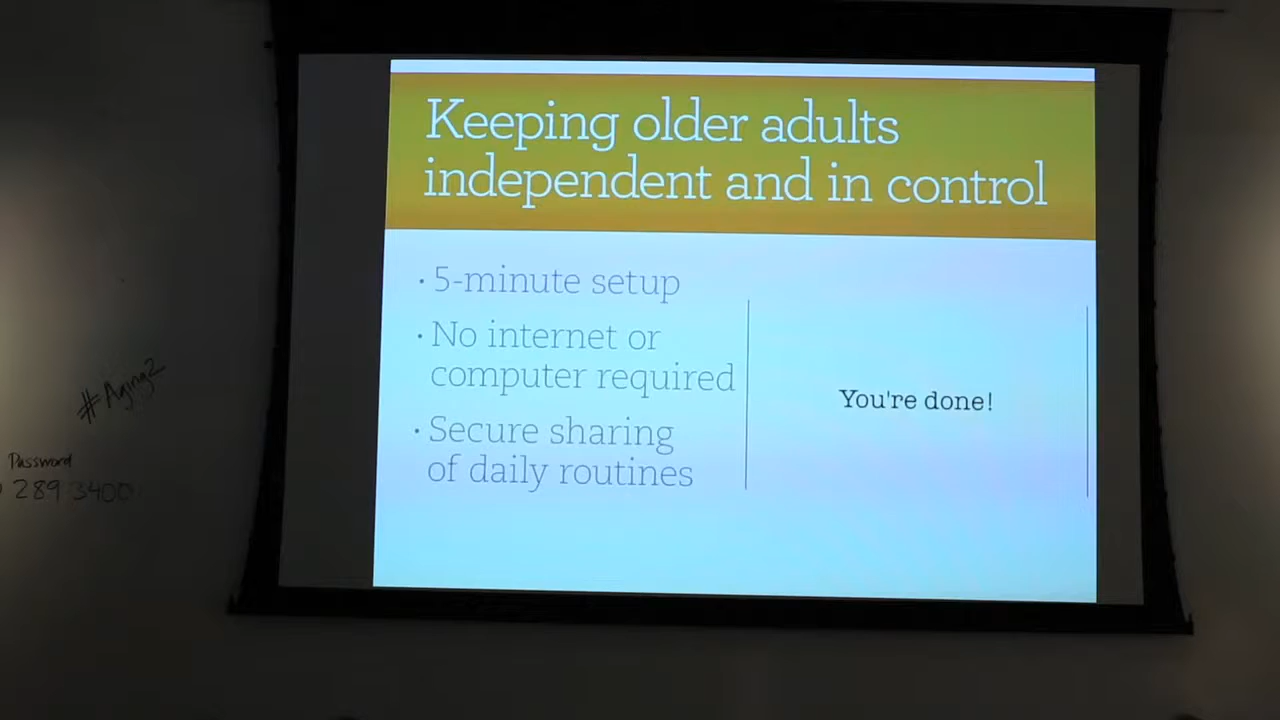 Keeping older adults
independent and in control
· 5-minute setup
· No internet or
computer required
· Secure sharing
of daily routines
You're done!
#Aging2
Password
289 3400